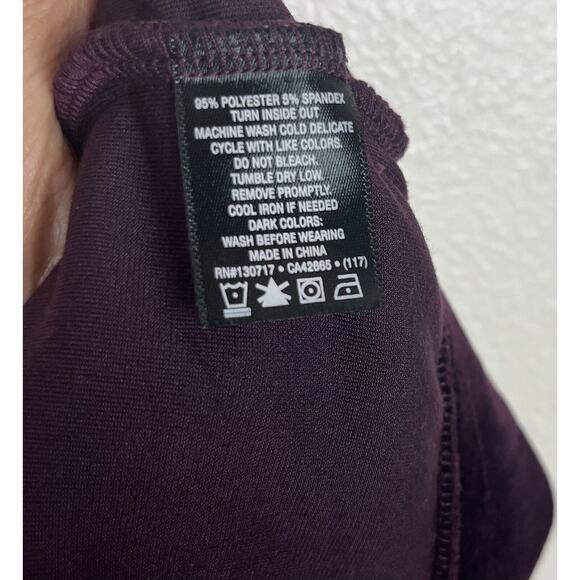 95% POLYESTER 5% SPANDEX
TURN INSIDE OUT
MACHINE WASH COLD DELICATE
CYCLE WITH LIKE COLORS.
DO NOT BLEACH.
TUMBLE DRY LOW.
REMOVE PROMPTLY.
COOL IRON IF NEEDED
DARK COLORS:
WASH BEFORE WEARING
MADE IN CHINA
RN#130717 • CA42665 • (117)